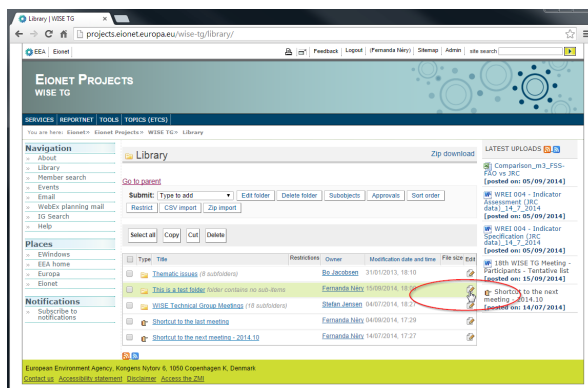 Library | WISE TG
projects.eionet.europa.eu/wise-tg/library/
EEA Eionet Feedback Logout (Fernanda Néry) Sitemap Admin site search
EIONET PROJECTS
WISE TG
SERVICES REPORTNET TOOLS TOPICS (ETCS)
You are here: Eionet» Eionet Projects» WISE TG» Library
Navigation
» About
» Library
» Member search
» Events
» Email
» WebEx planning mail
» IG Search
» Help
Places
» EWindows
» EEA home
» Europa
» Eionet
Notifications
» Subscribe to
notifications
Library Zip download
Go to parent
Submit: Type to add Edit folder Delete folder Subobjects Approvals Sort order
Restrict CSV import Zip import
Select all Copy Cut Delete
Type Title Restrictions Owner Modification date and time File size Edit
Thematic issues (8 subfolders) Bo Jacobsen 31/01/2013, 18:10
This is a test folder folder contains no sub-items Fernanda Néry 15/09/2014,
WISE Technical Group Meetings (18 subfolders) Stefan Jensen 04/07/2014, 18:27
Shortcut to the last meeting Fernanda Néry 04/09/2014, 17:29
Shortcut to the next meeting - 2014.10 Fernanda Néry 14/07/2014, 17:27
LATEST UPLOADS
Comparison_m3_FSS-
FAO vs JRC
[posted on: 05/09/2014]
WREI 004 - Indicator
Assessment (JRC
data)_14_7_2014
[posted on: 05/09/2014]
WREI 004 - Indicator
Specification (JRC
data)_14_7_2014
[posted on: 05/09/2014]
18th WISE TG Meeting -
Participants - Tentative list
[posted on: 15/09/2014]
Shortcut to the next
meeting - 2014.10
[posted on: 14/07/2014]
European Environment Agency, Kongens Nytorv 6, 1050 Copenhagen K, Denmark
Contact us Accessibility statement Disclaimer Access the ZMI